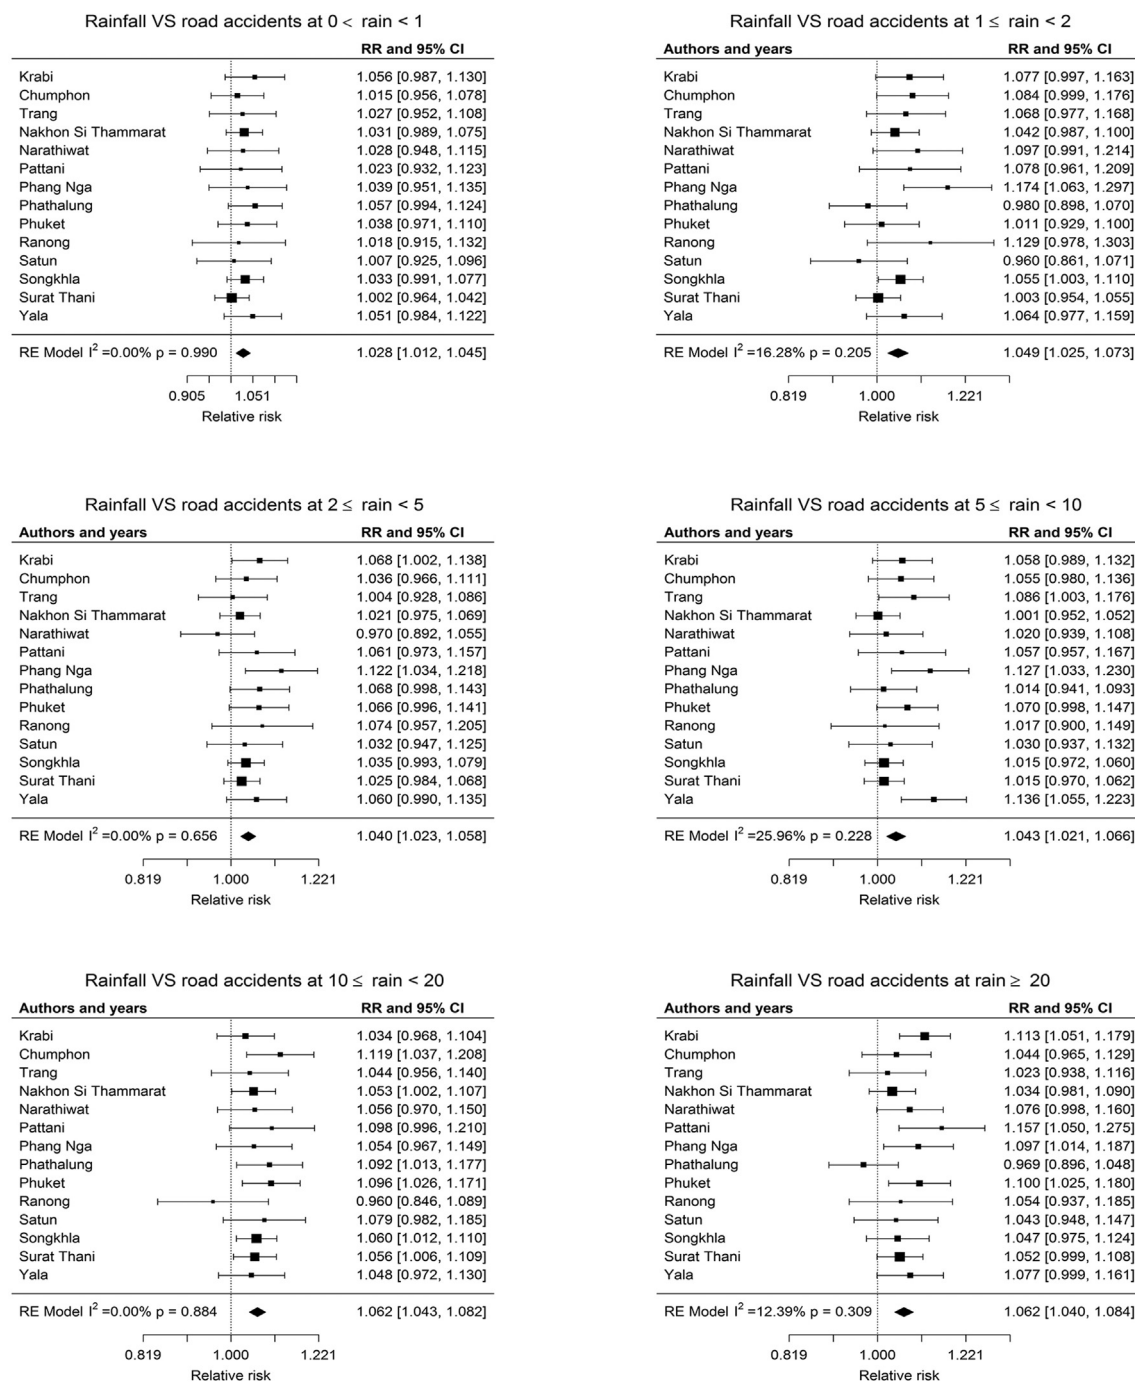 Rainfall VS road accidents at 0 < rain < 1
RR and 95% CI
Krabi 1.056 [0.987, 1.130]
Chumphon 1.015 [0.956, 1.078]
Trang 1.027 [0.952, 1.108]
Nakhon Si Thammarat 1.031 [0.989, 1.075]
Narathiwat 1.028 [0.948, 1.115]
Pattani 1.023 [0.932, 1.123]
Phang Nga 1.039 [0.951, 1.135]
Phathalung 1.057 [0.994, 1.124]
Phuket 1.038 [0.971, 1.110]
Ranong 1.018 [0.915, 1.132]
Satun 1.007 [0.925, 1.096]
Songkhla 1.033 [0.991, 1.077]
Surat Thani 1.002 [0.964, 1.042]
Yala 1.051 [0.984, 1.122]
RE Model I² =0.00% p = 0.990 1.028 [1.012, 1.045]
0.905 1.051
Relative risk
Rainfall VS road accidents at 1 ≤ rain < 2
Authors and years RR and 95% CI
Krabi 1.077 [0.997, 1.163]
Chumphon 1.084 [0.999, 1.176]
Trang 1.068 [0.977, 1.168]
Nakhon Si Thammarat 1.042 [0.987, 1.100]
Narathiwat 1.097 [0.991, 1.214]
Pattani 1.078 [0.961, 1.209]
Phang Nga 1.174 [1.063, 1.297]
Phathalung 0.980 [0.898, 1.070]
Phuket 1.011 [0.929, 1.100]
Ranong 1.129 [0.978, 1.303]
Satun 0.960 [0.861, 1.071]
Songkhla 1.055 [1.003, 1.110]
Surat Thani 1.003 [0.954, 1.055]
Yala 1.064 [0.977, 1.159]
RE Model I² =16.28% p = 0.205 1.049 [1.025, 1.073]
0.819 1.000 1.221
Relative risk
Rainfall VS road accidents at 2 ≤ rain < 5
Authors and years RR and 95% CI
Krabi 1.068 [1.002, 1.138]
Chumphon 1.036 [0.966, 1.111]
Trang 1.004 [0.928, 1.086]
Nakhon Si Thammarat 1.021 [0.975, 1.069]
Narathiwat 0.970 [0.892, 1.055]
Pattani 1.061 [0.973, 1.157]
Phang Nga 1.122 [1.034, 1.218]
Phathalung 1.068 [0.998, 1.143]
Phuket 1.066 [0.996, 1.141]
Ranong 1.074 [0.957, 1.205]
Satun 1.032 [0.947, 1.125]
Songkhla 1.035 [0.993, 1.079]
Surat Thani 1.025 [0.984, 1.068]
Yala 1.060 [0.990, 1.135]
RE Model I² =0.00% p = 0.656 1.040 [1.023, 1.058]
0.819 1.000 1.221
Relative risk
Rainfall VS road accidents at 5 ≤ rain < 10
Authors and years RR and 95% CI
Krabi 1.058 [0.989, 1.132]
Chumphon 1.055 [0.980, 1.136]
Trang 1.086 [1.003, 1.176]
Nakhon Si Thammarat 1.001 [0.952, 1.052]
Narathiwat 1.020 [0.939, 1.108]
Pattani 1.057 [0.957, 1.167]
Phang Nga 1.127 [1.033, 1.230]
Phathalung 1.014 [0.941, 1.093]
Phuket 1.070 [0.998, 1.147]
Ranong 1.017 [0.900, 1.149]
Satun 1.030 [0.937, 1.132]
Songkhla 1.015 [0.972, 1.060]
Surat Thani 1.015 [0.970, 1.062]
Yala 1.136 [1.055, 1.223]
RE Model I² =25.96% p = 0.228 1.043 [1.021, 1.066]
0.819 1.000 1.221
Relative risk
Rainfall VS road accidents at 10 ≤ rain < 20
Authors and years RR and 95% CI
Krabi 1.034 [0.968, 1.104]
Chumphon 1.119 [1.037, 1.208]
Trang 1.044 [0.956, 1.140]
Nakhon Si Thammarat 1.053 [1.002, 1.107]
Narathiwat 1.056 [0.970, 1.150]
Pattani 1.098 [0.996, 1.210]
Phang Nga 1.054 [0.967, 1.149]
Phathalung 1.092 [1.013, 1.177]
Phuket 1.096 [1.026, 1.171]
Ranong 0.960 [0.846, 1.089]
Satun 1.079 [0.982, 1.185]
Songkhla 1.060 [1.012, 1.110]
Surat Thani 1.056 [1.006, 1.109]
Yala 1.048 [0.972, 1.130]
RE Model I² =0.00% p = 0.884 1.062 [1.043, 1.082]
0.819 1.000 1.221
Relative risk
Rainfall VS road accidents at rain ≥ 20
Authors and years RR and 95% CI
Krabi 1.113 [1.051, 1.179]
Chumphon 1.044 [0.965, 1.129]
Trang 1.023 [0.938, 1.116]
Nakhon Si Thammarat 1.034 [0.981, 1.090]
Narathiwat 1.076 [0.998, 1.160]
Pattani 1.157 [1.050, 1.275]
Phang Nga 1.097 [1.014, 1.187]
Phathalung 0.969 [0.896, 1.048]
Phuket 1.100 [1.025, 1.180]
Ranong 1.054 [0.937, 1.185]
Satun 1.043 [0.948, 1.147]
Songkhla 1.047 [0.975, 1.124]
Surat Thani 1.052 [0.999, 1.108]
Yala 1.077 [0.999, 1.161]
RE Model I² =12.39% p = 0.309 1.062 [1.040, 1.084]
0.819 1.000 1.221
Relative risk